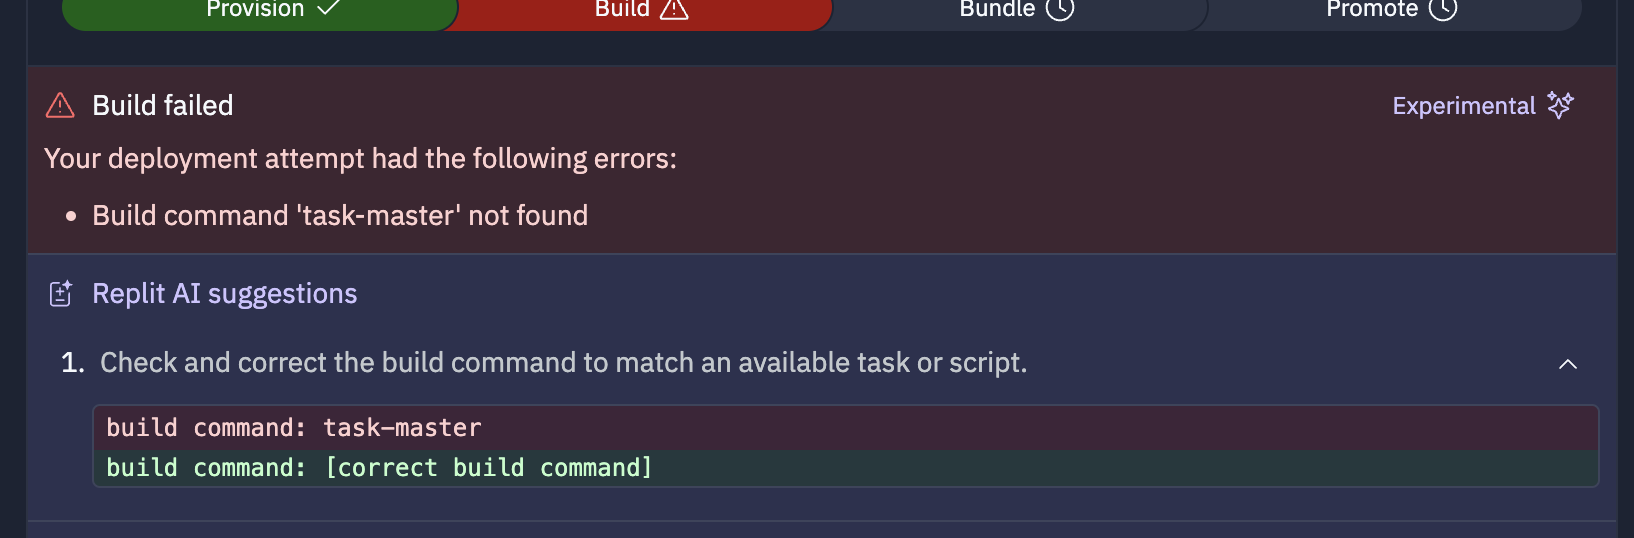 Provision
Build
Bundle
Promote
Build failed
Experimental
Your deployment attempt had the following errors:
• Build command 'task-master' not found
Replit AI suggestions
1. Check and correct the build command to match an available task or script.
build command: task-master
build command: [correct build command]